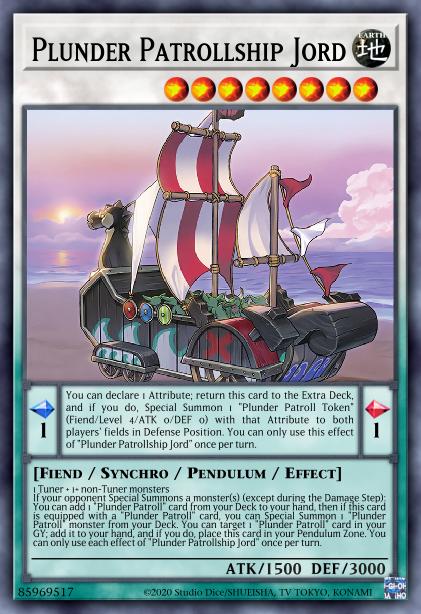 PLUNDER PATROLLSHIP JORD
EARTH
地
You can declare 1 Attribute; return this card to the Extra Deck,
and if you do, Special Summon 1 "Plunder Patroll Token"
(Fiend/Level 4/ATK 0/DEF 0) with that Attribute to both
players' fields in Defense Position. You can only use this effect
of "Plunder Patrollship Jord" once per turn.
1
1
[FIEND / SYNCHRO / PENDULUM / EFFECT]
1 Tuner + 1+ non-Tuner monsters
If your opponent Special Summons a monster(s) (except during the Damage Step):
You can add 1 "Plunder Patroll" card from your Deck to your hand, then if this card
is equipped with a "Plunder Patroll" card, you can Special Summon 1 "Plunder
Patroll" monster from your Deck. You can target 1 "Plunder Patroll" card in your
GY; add it to your hand, and if you do, place this card in your Pendulum Zone. You
can only use each effect of "Plunder Patrollship Jord" once per turn.
ATK/1500 DEF/3000
85969517
©2020 Studio Dice/SHUEISHA, TV TOKYO, KONAMI